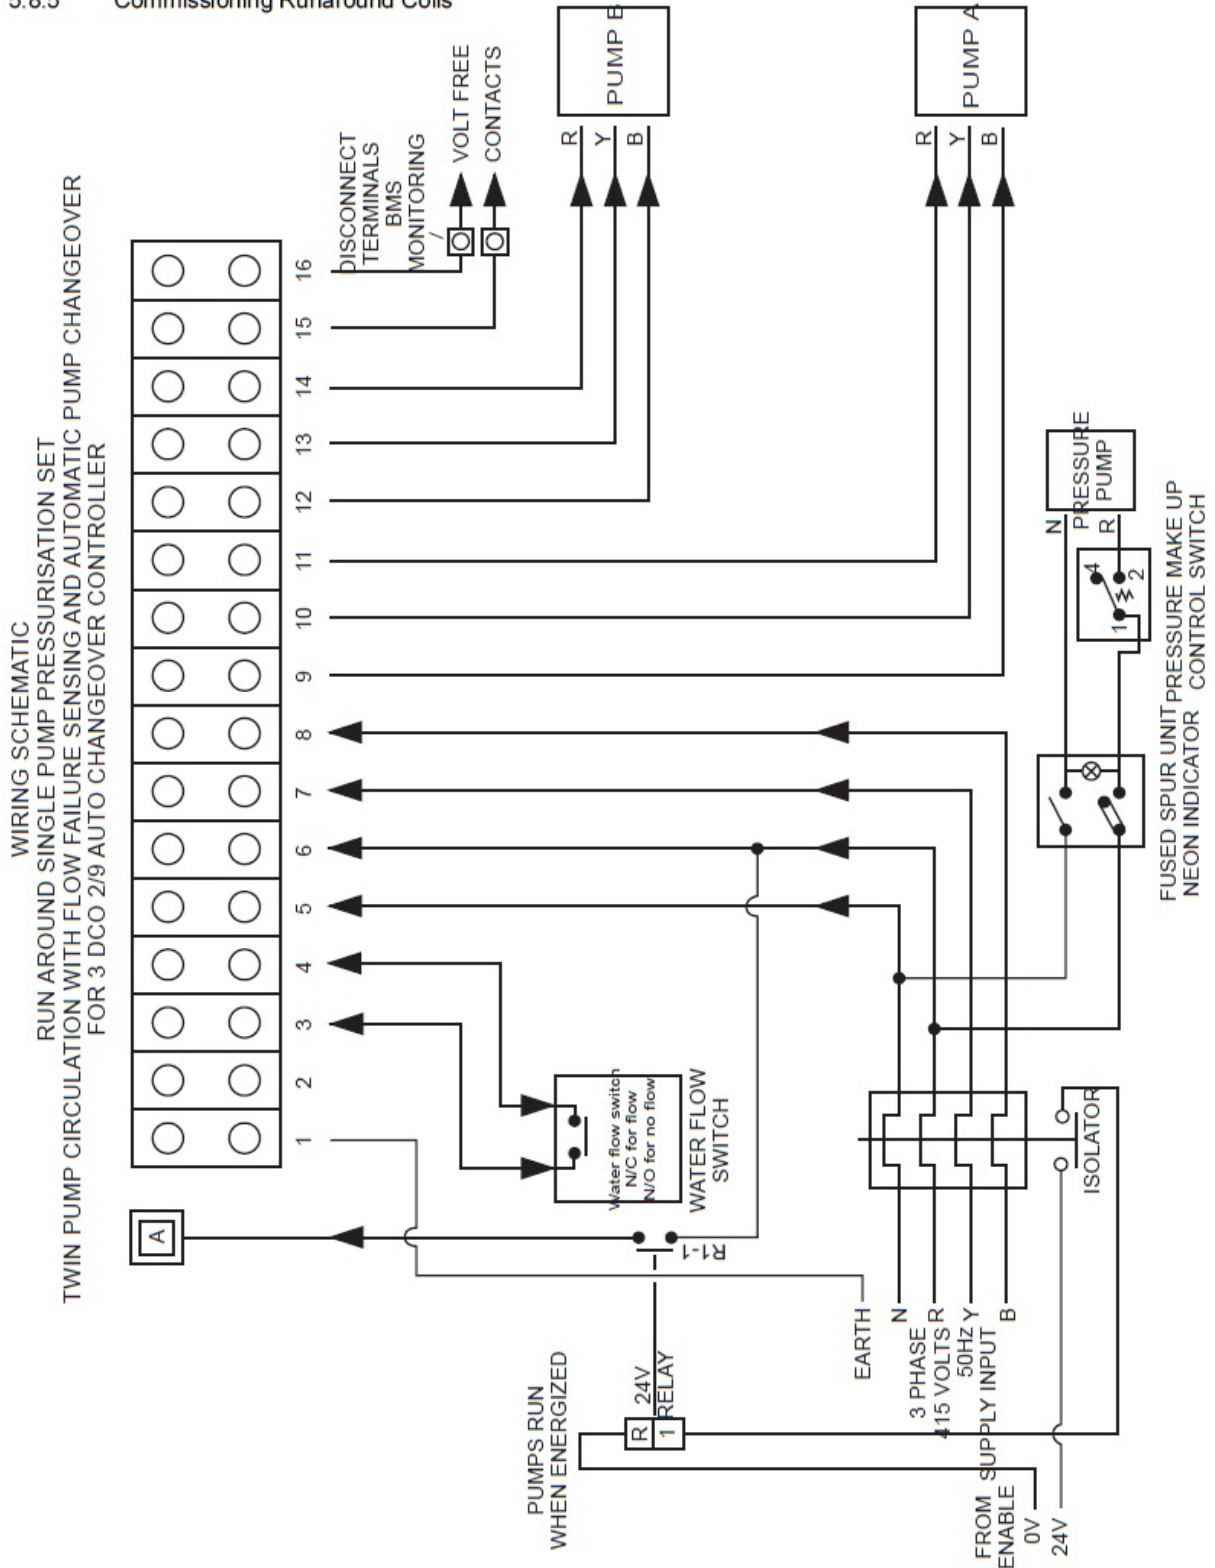 5.8.5 Commissioning Runaround Coils
WIRING SCHEMATIC
RUN AROUND SINGLE PUMP PRESSURISATION SET
TWIN PUMP CIRCULATION WITH FLOW FAILURE SENSING AND AUTOMATIC PUMP CHANGEOVER
FOR 3 DCO 2/9 AUTO CHANGEOVER CONTROLLER
A
1 2 3 4 5 6 7 8 9 10 11 12 13 14 15 16
DISCONNECT
TERMINALS
BMS
MONITORING
VOLT FREE
CONTACTS
R
Y
B
PUMP B
R
Y
B
PUMP A
Water flow switch
N/C for flow
N/O for no flow
WATER FLOW
SWITCH
R1-1
PUMPS RUN
WHEN ENERGIZED
R
1
24V
RELAY
EARTH
N
R
Y
B
3 PHASE
415 VOLTS
50HZ
SUPPLY INPUT
FROM
ENABLE
0V
24V
ISOLATOR
FUSED SPUR UNIT
NEON INDICATOR
PRESSURE MAKE UP
CONTROL SWITCH
1
4
2
N
R
PRESSURE
PUMP